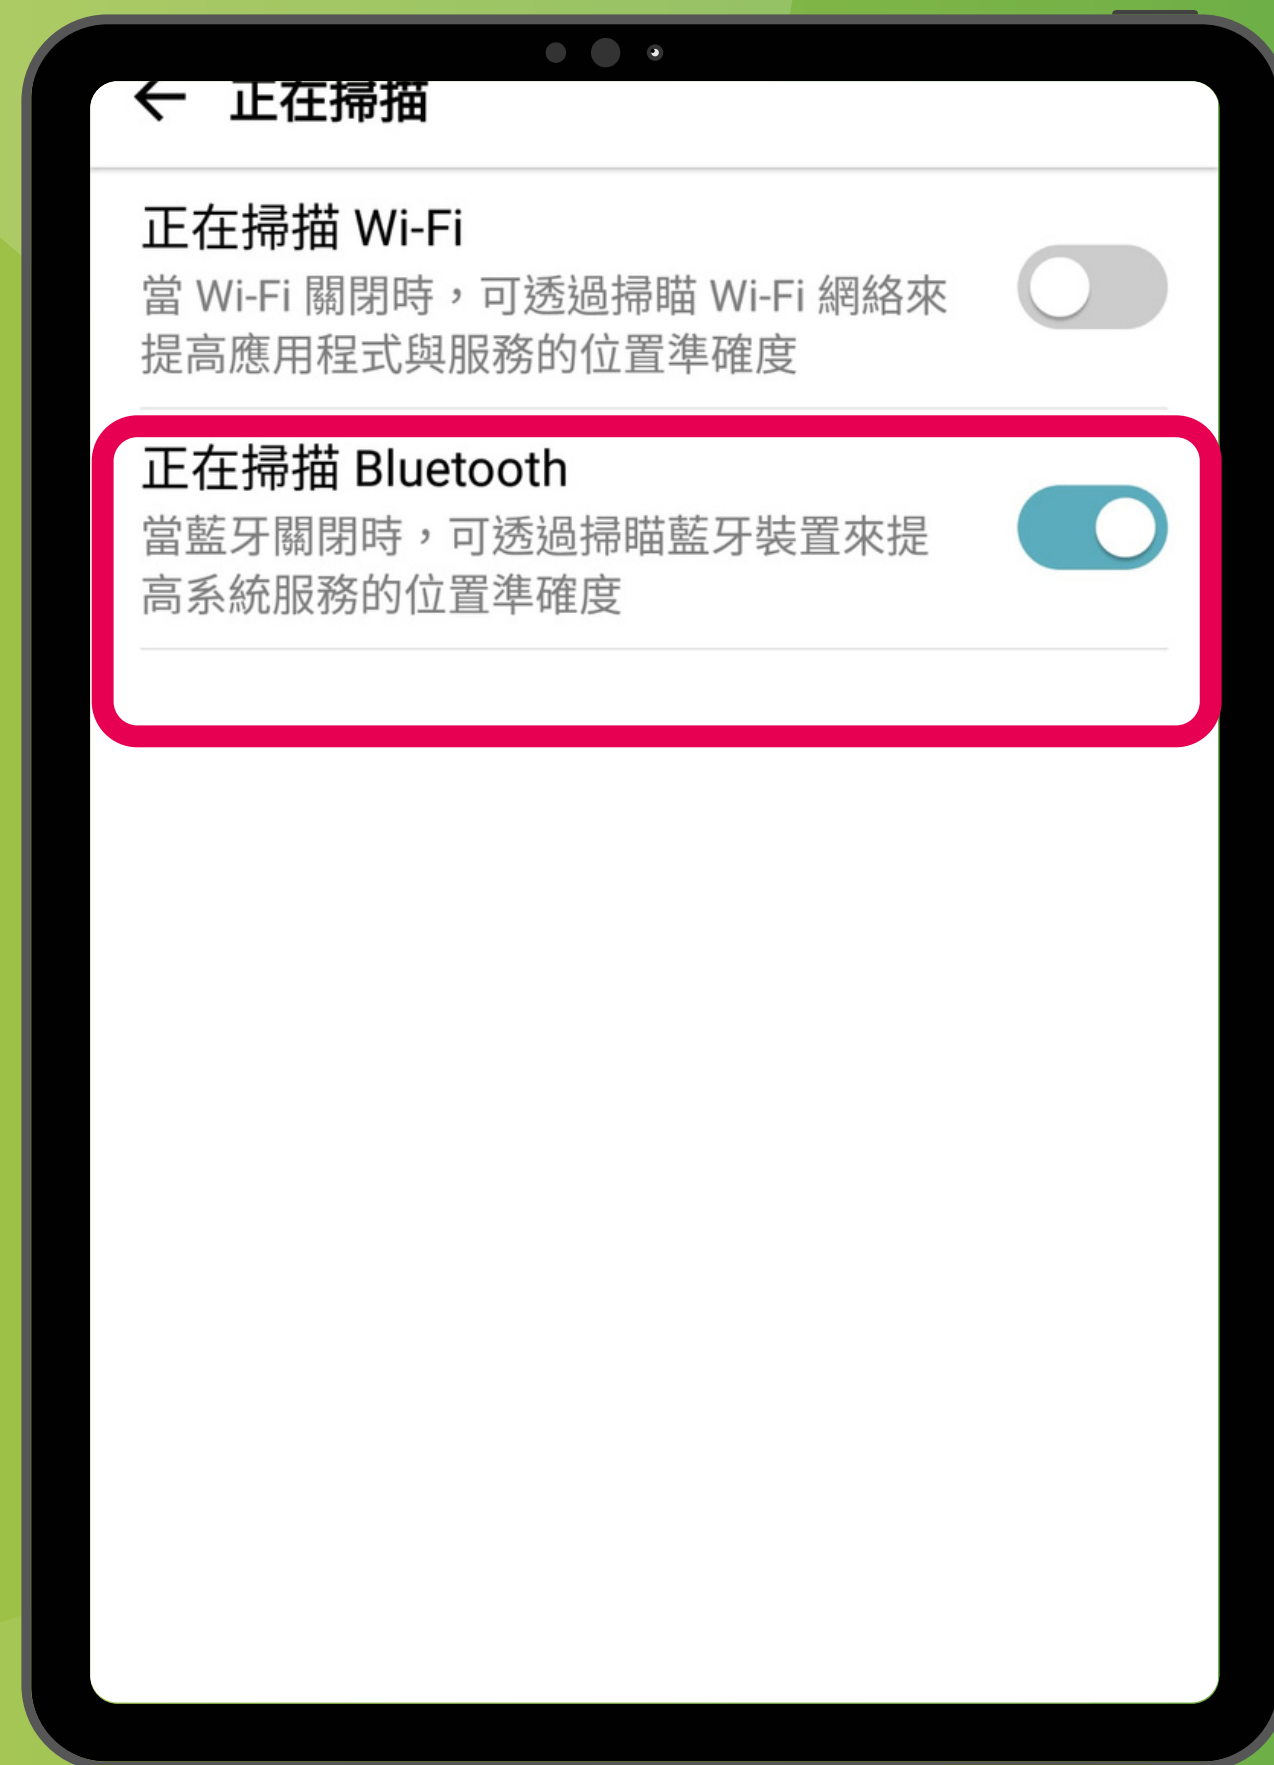 正在掃描
正在掃描 Wi-Fi
當 Wi-Fi 關閉時，可透過掃瞄 Wi-Fi 網絡來
提高應用程式與服務的位置準確度
正在掃描 Bluetooth
當藍牙關閉時，可透過掃瞄藍牙裝置來提
高系統服務的位置準確度